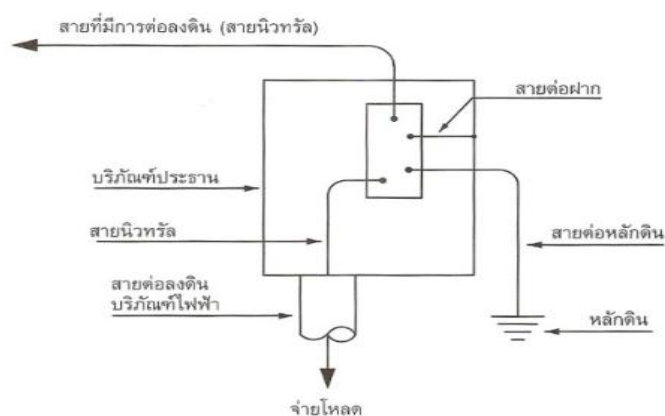 สายที่มีการต่อลงดิน (สายนิวทรัล)
สายต่อฝาก
บริภัณฑ์ประธาน
สายนิวทรัล
สายต่อหลักดิน
สายต่อลงดิน
บริภัณฑ์ไฟฟ้า
หลักดิน
จ่ายโหลด